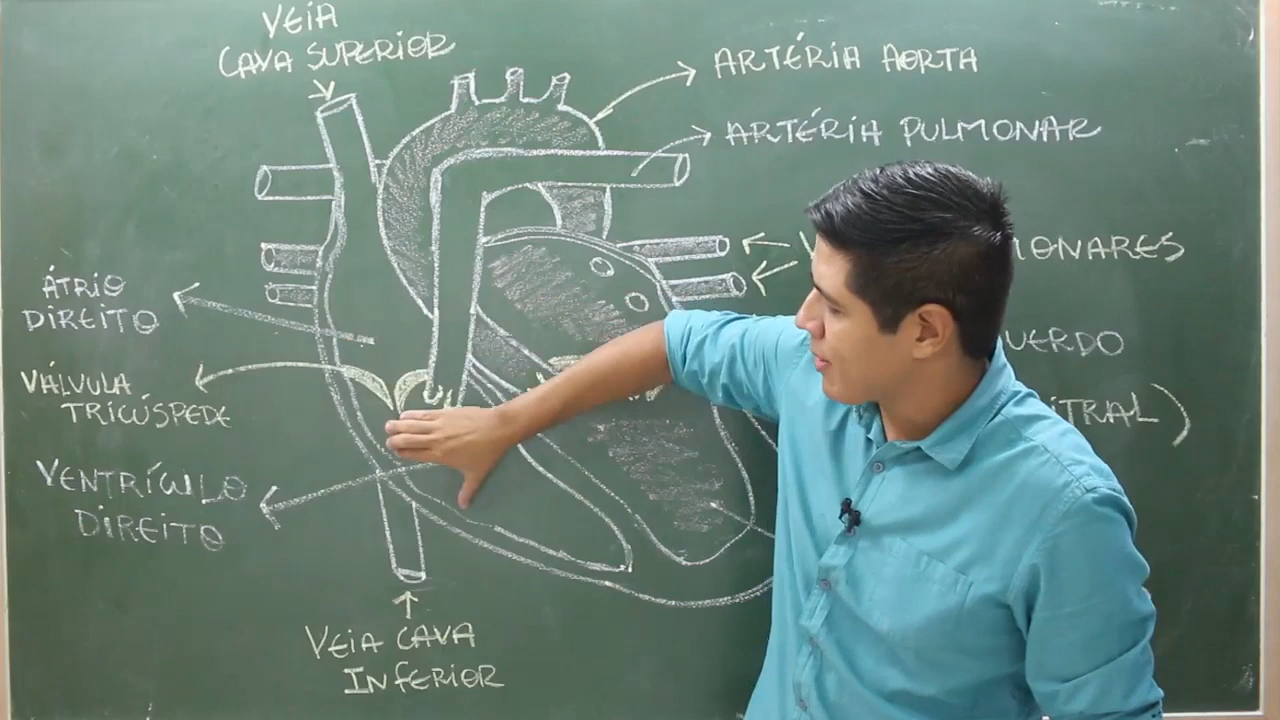 VEIA
CAVA SUPERIOR
ARTÉRIA AORTA
ARTÉRIA PULMONAR
ÁTRIO
DIREITO
VÁLVULA
TRICÚSPEDE
VENTRÍCULO
DIREITO
VEIA CAVA
INFERIOR
ONARES
UERDO
ITRAL)